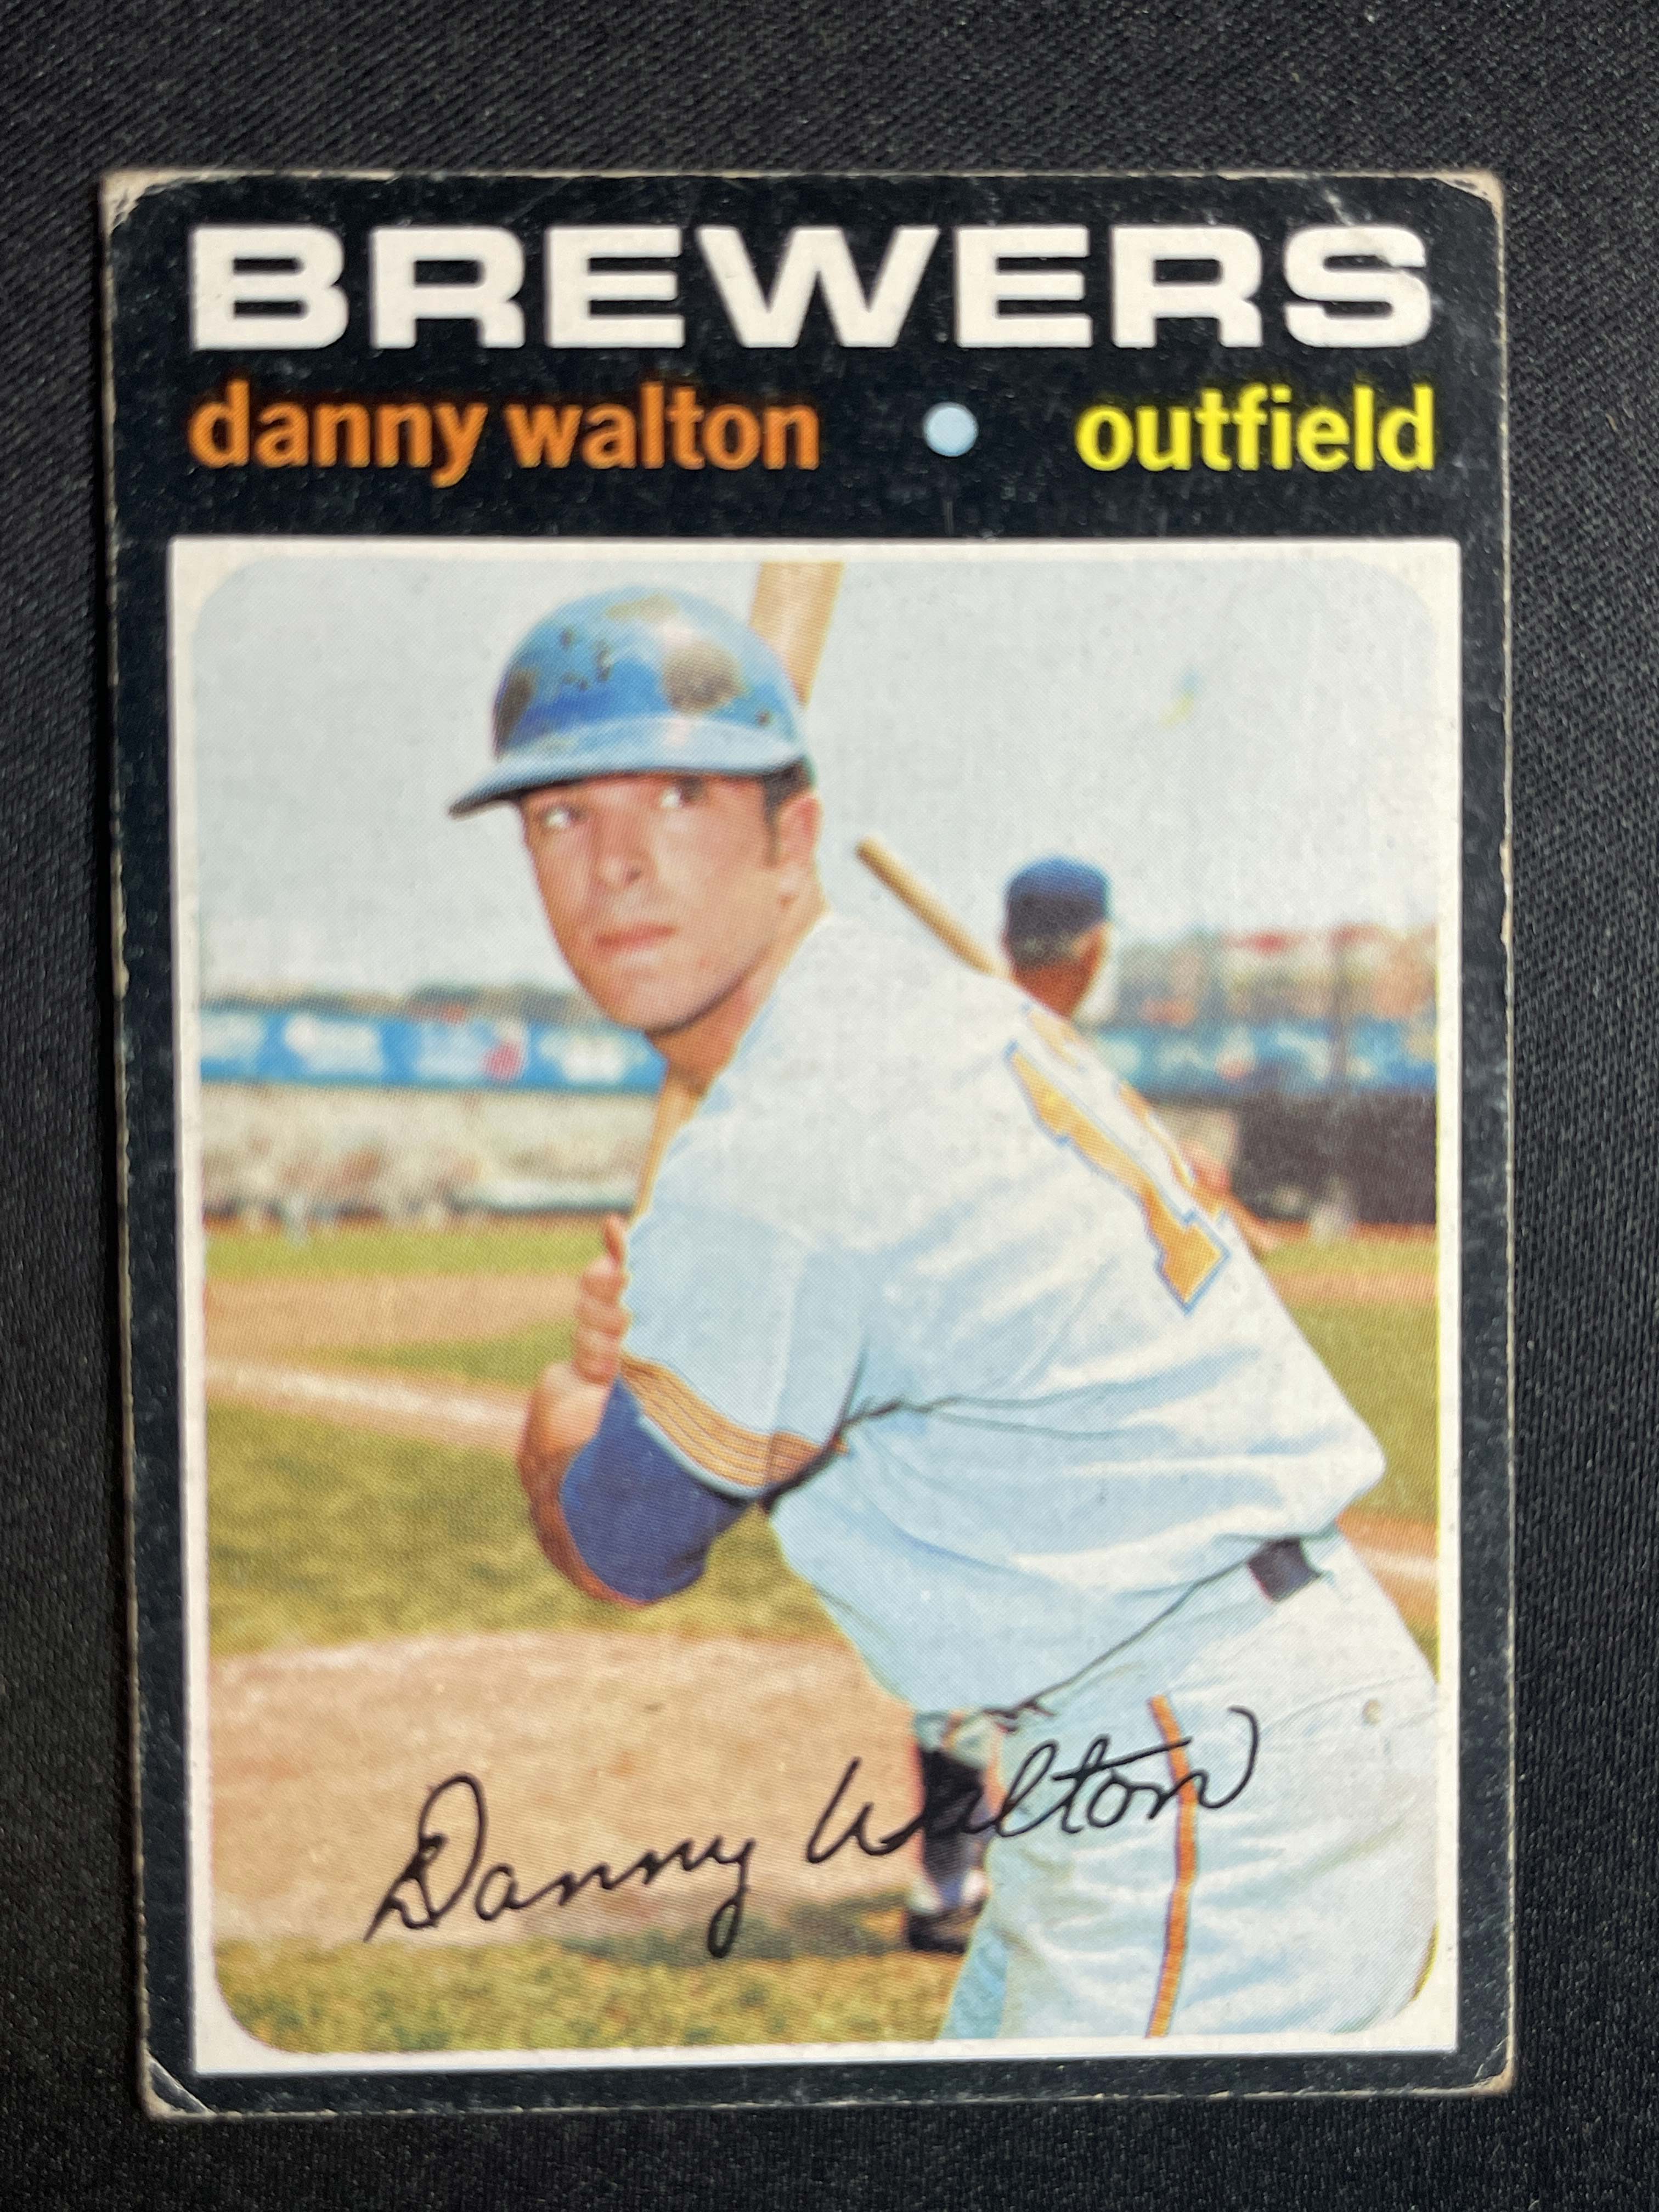 BREWERS
danny walton • outfield
Danny Walton